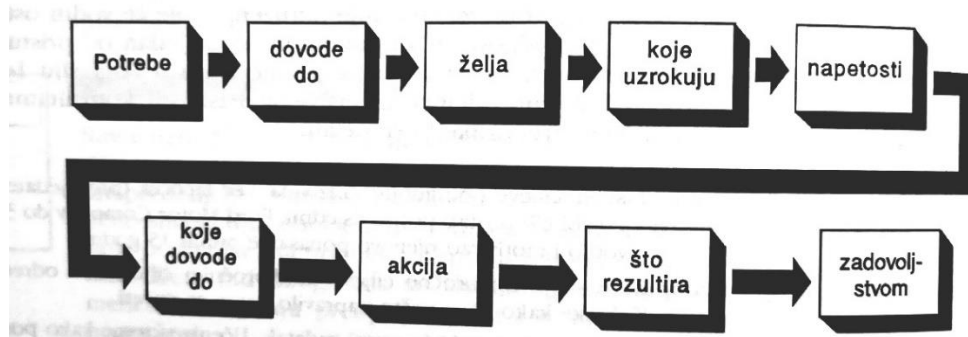 Potrebe
dovode
do
želja
koje
uzrokuju
napetosti
koje
dovode
do
akcija
što
rezultira
zadovolj-
stvom